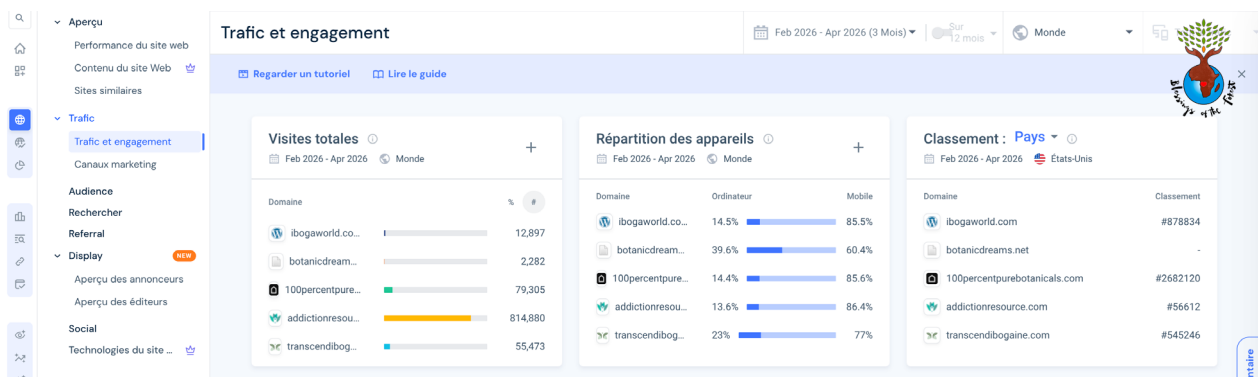 Aperçu
Performance du site web
Contenu du site Web
Sites similaires
Trafic
Trafic et engagement
Canaux marketing
Audience
Rechercher
Referral
Display NEW
Aperçu des annonceurs
Aperçu des éditeurs
Social
Technologies du site ...
Trafic et engagement
Feb 2026 - Apr 2026 (3 Mois)
Sur
12 mois
Monde
Blessings of the Forest
Regarder un tutoriel Lire le guide
Visites totales
Feb 2026 - Apr 2026 Monde
Domaine % #
ibogaworld.co... 12,897
botanicdream... 2,282
100percentpure... 79,305
addictionresou... 814,880
transcendibog... 55,473
Répartition des appareils
Feb 2026 - Apr 2026 Monde
Domaine Ordinateur Mobile
ibogaworld.co... 14.5% 85.5%
botanicdream... 39.6% 60.4%
100percentpure... 14.4% 85.6%
addictionresou... 13.6% 86.4%
transcendibog... 23% 77%
Classement : Pays
Feb 2026 - Apr 2026 États-Unis
Domaine Classement
ibogaworld.com #878834
botanicdreams.net -
100percentpurebotanicals.com #2682120
addictionresource.com #56612
transcendibogaine.com #545246
ntaire